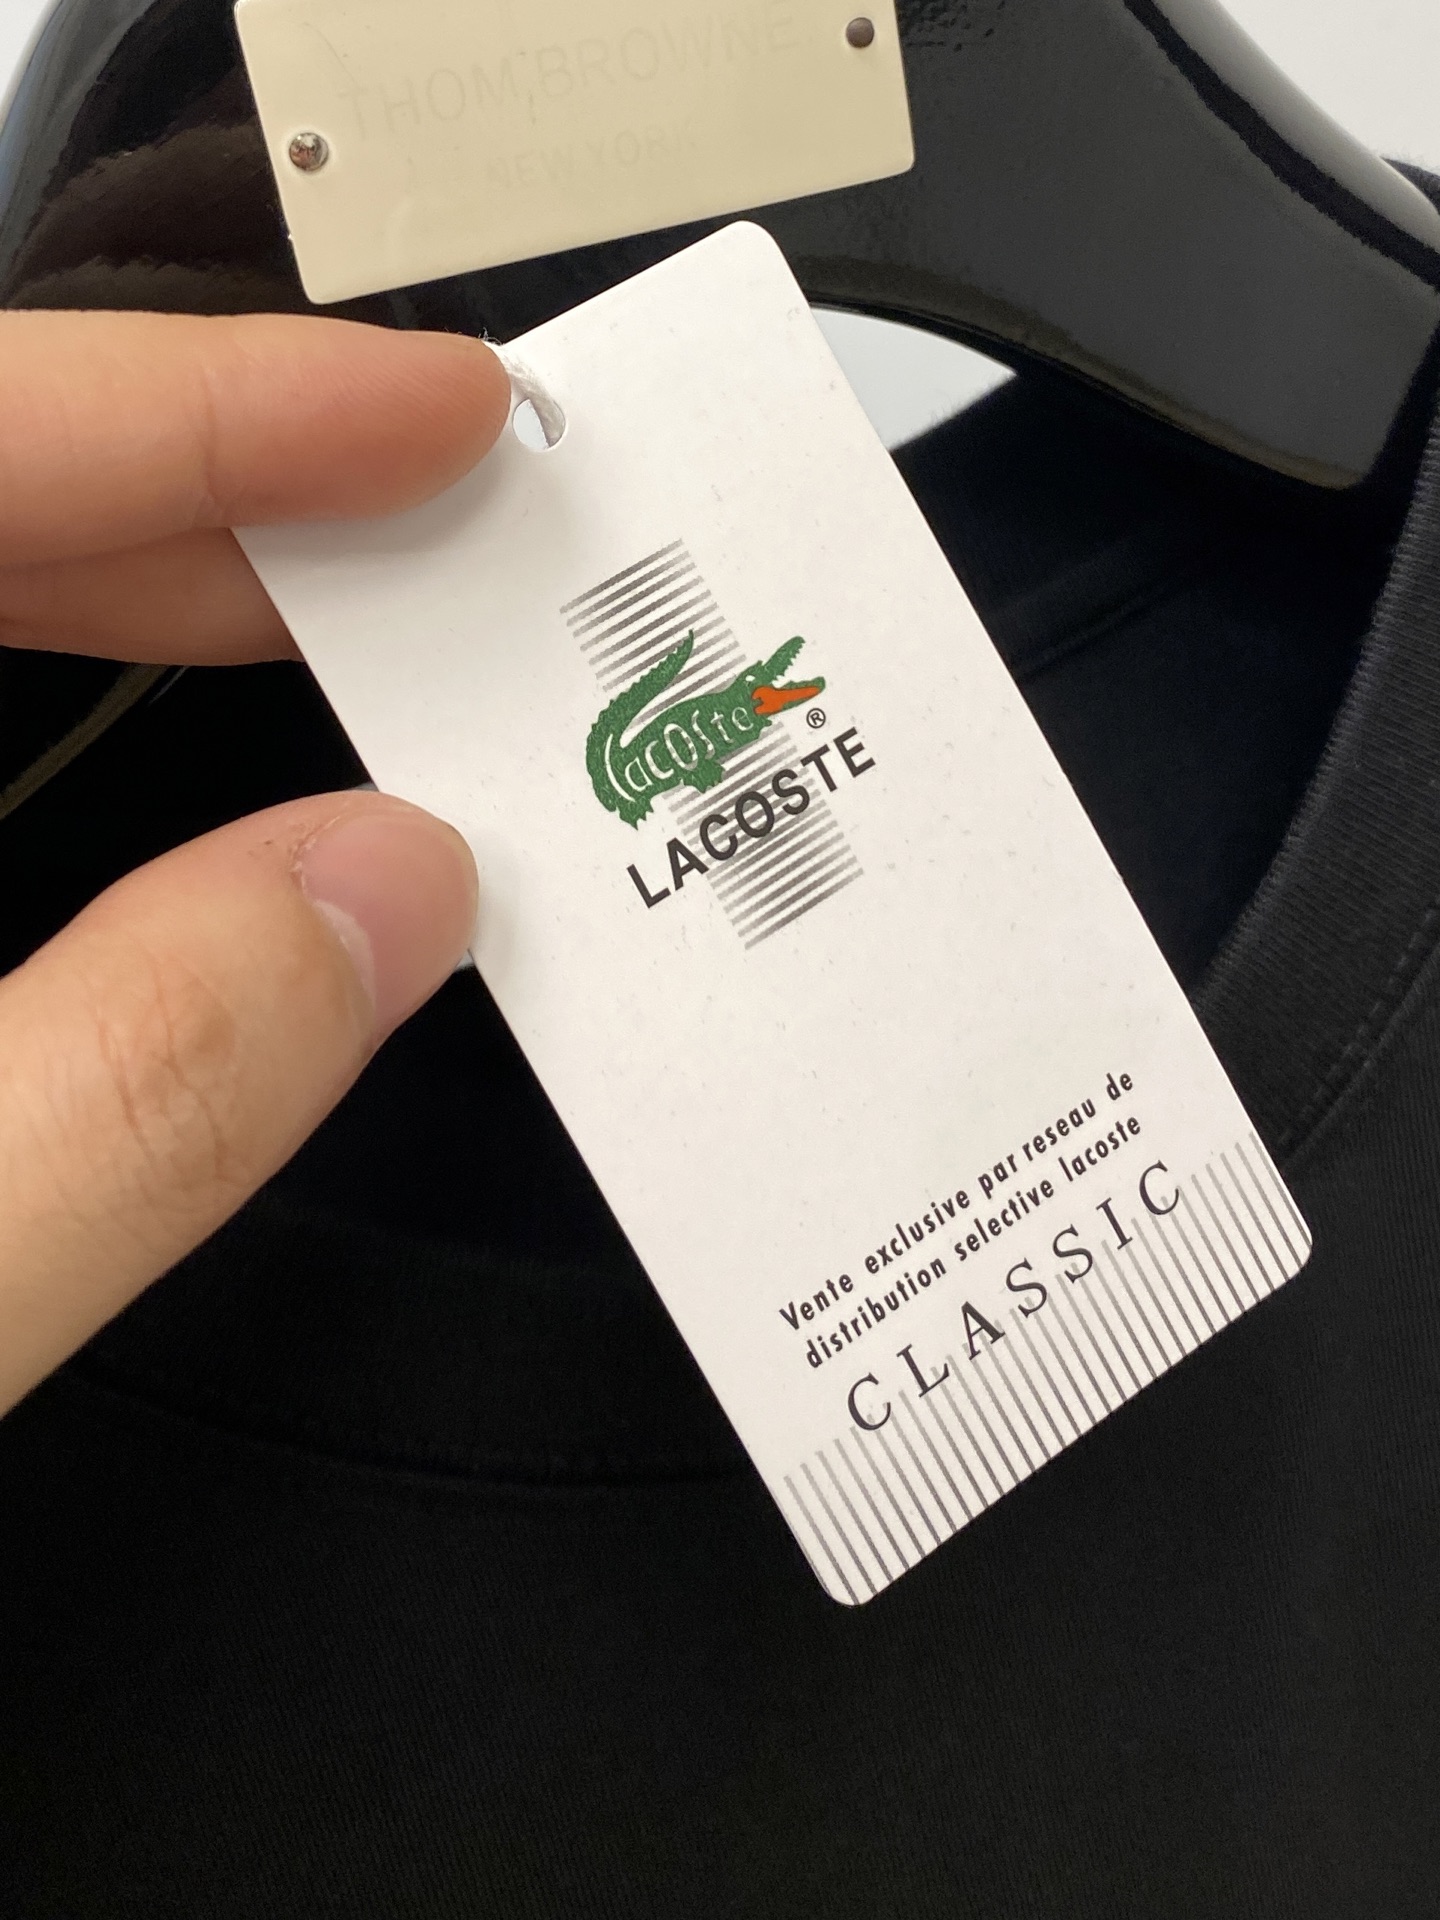 THOM BROWNE.
NEW YORK
Lacoste
®
LACOSTE
Vente exclusive par reseau de
distribution selective lacoste
CLASSIC